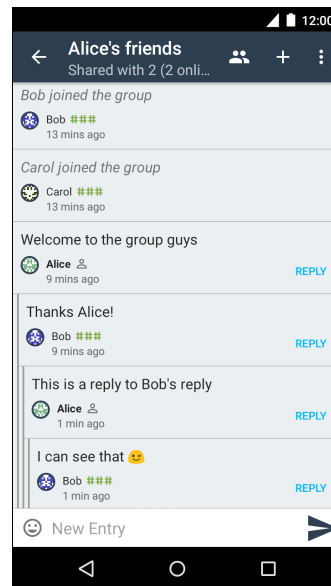 12:00
Alice's friends
Shared with 2 (2 onli...
Bob joined the group
Bob ###
13 mins ago
Carol joined the group
Carol ###
13 mins ago
Welcome to the group guys
Alice
9 mins ago
REPLY
Thanks Alice!
Bob ###
9 mins ago
REPLY
This is a reply to Bob's reply
Alice
1 min ago
REPLY
I can see that 😉
Bob ###
1 min ago
REPLY
New Entry